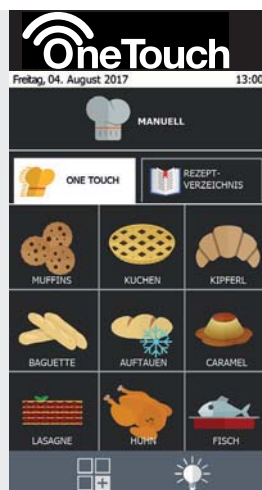 OneTouch
Freitag, 04. August 2017 13:00
MANUELL
ONE TOUCH
REZEPT-
VERZEICHNIS
MUFFINS KUCHEN KIPFERL
BAGUETTE AUFTAUEN CARAMEL
LASAGNE HUHN FISCH